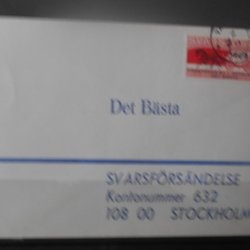 Det Bästa
SVARSFÖRSÄNDELSE
Kontonummer 632
108 00 STOCKHOLM